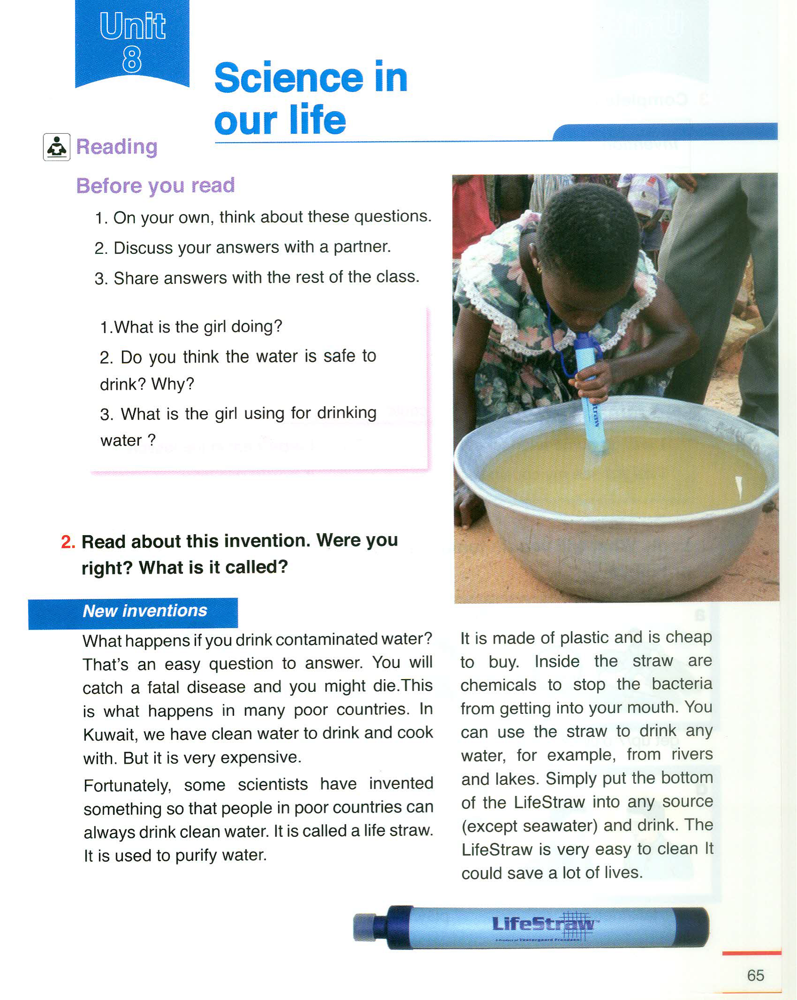 Unit
8
Science in
our life
Reading
Before you read
1. On your own, think about these questions.
2. Discuss your answers with a partner.
3. Share answers with the rest of the class.
1.What is the girl doing?
2. Do you think the water is safe to
drink? Why?
3. What is the girl using for drinking
water ?
2. Read about this invention. Were you
right? What is it called?
New inventions
What happens if you drink contaminated water?
That's an easy question to answer. You will
catch a fatal disease and you might die.This
is what happens in many poor countries. In
Kuwait, we have clean water to drink and cook
with. But it is very expensive.
Fortunately, some scientists have invented
something so that people in poor countries can
always drink clean water. It is called a life straw.
It is used to purify water.
It is made of plastic and is cheap
to buy. Inside the straw are
chemicals to stop the bacteria
from getting into your mouth. You
can use the straw to drink any
water, for example, from rivers
and lakes. Simply put the bottom
of the LifeStraw into any source
(except seawater) and drink. The
LifeStraw is very easy to clean It
could save a lot of lives.
LifeStraw™
A Product of Vestergaard Frandsen
65